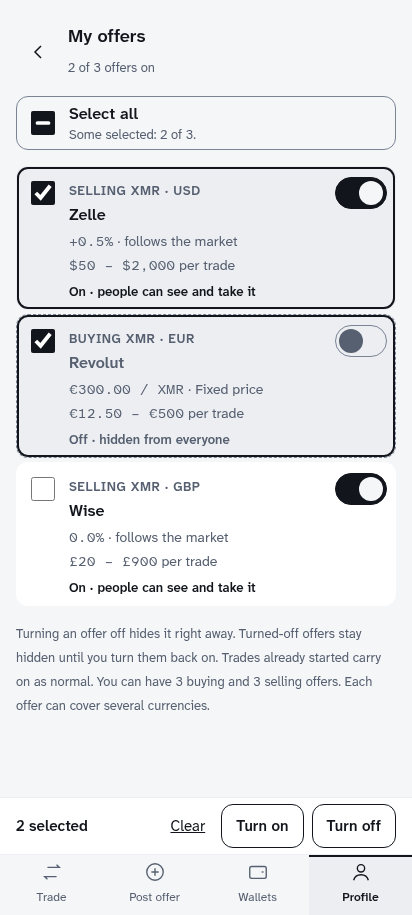 My offers
2 of 3 offers on
Select all
Some selected: 2 of 3.
SELLING XMR · USD
Zelle
+0.5% · follows the market
$50 – $2,000 per trade
On · people can see and take it
BUYING XMR · EUR
Revolut
€300.00 / XMR · Fixed price
€12.50 – €500 per trade
Off · hidden from everyone
SELLING XMR · GBP
Wise
0.0% · follows the market
£20 – £900 per trade
On · people can see and take it
Turning an offer off hides it right away. Turned-off offers stay
hidden until you turn them back on. Trades already started carry
on as normal. You can have 3 buying and 3 selling offers. Each
offer can cover several currencies.
2 selected Clear Turn on Turn off
Trade Post offer Wallets Profile